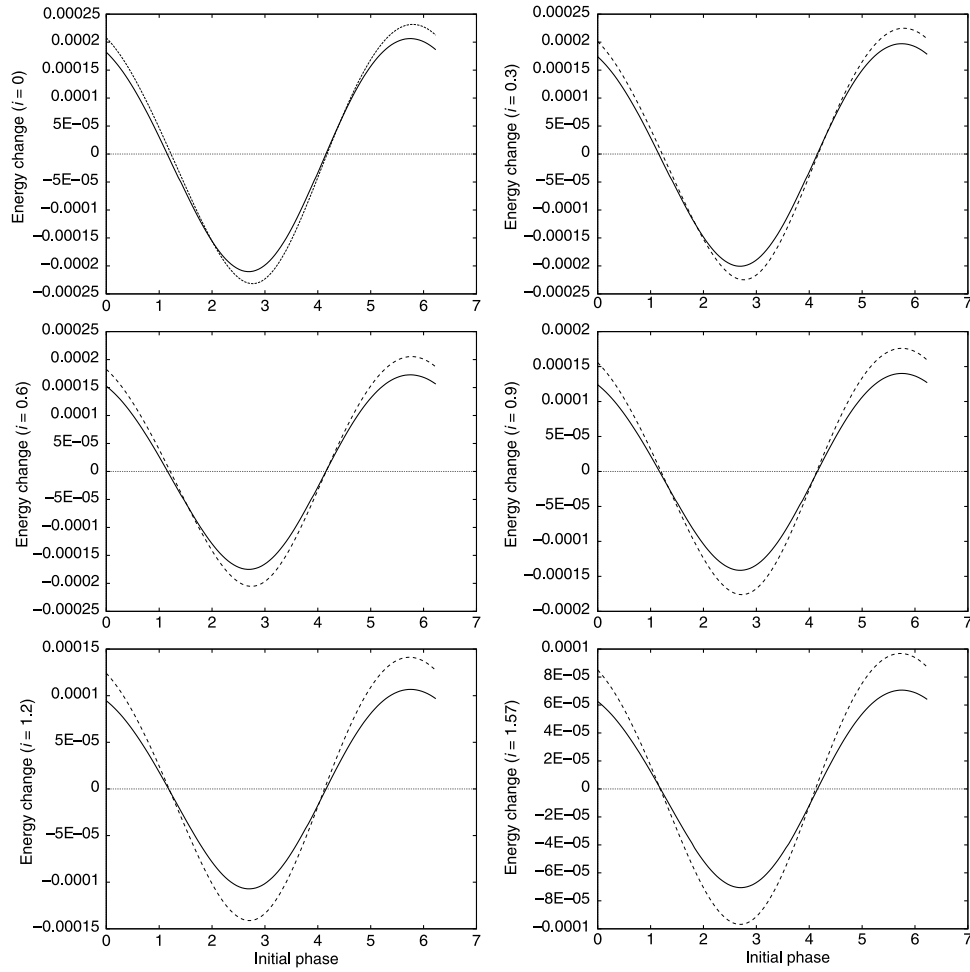 Energy change (i = 0)
0.00025
0.0002
0.00015
0.0001
5E−05
0
−5E−05
−0.0001
−0.00015
−0.0002
−0.00025
0 1 2 3 4 5 6 7
Energy change (i = 0.3)
0.00025
0.0002
0.00015
0.0001
5E−05
0
−5E−05
−0.0001
−0.00015
−0.0002
−0.00025
0 1 2 3 4 5 6 7
Energy change (i = 0.6)
0.00025
0.0002
0.00015
0.0001
5E−05
0
−5E−05
−0.0001
−0.00015
−0.0002
−0.00025
0 1 2 3 4 5 6 7
Energy change (i = 0.9)
0.0002
0.00015
0.0001
5E−05
0
−5E−05
−0.0001
−0.00015
−0.0002
0 1 2 3 4 5 6 7
Energy change (i = 1.2)
0.00015
0.0001
5E−05
0
−5E−05
−0.0001
−0.00015
0 1 2 3 4 5 6 7
Initial phase
Energy change (i = 1.57)
0.0001
8E−05
6E−05
4E−05
2E−05
0
−2E−05
−4E−05
−6E−05
−8E−05
−0.0001
0 1 2 3 4 5 6 7
Initial phase